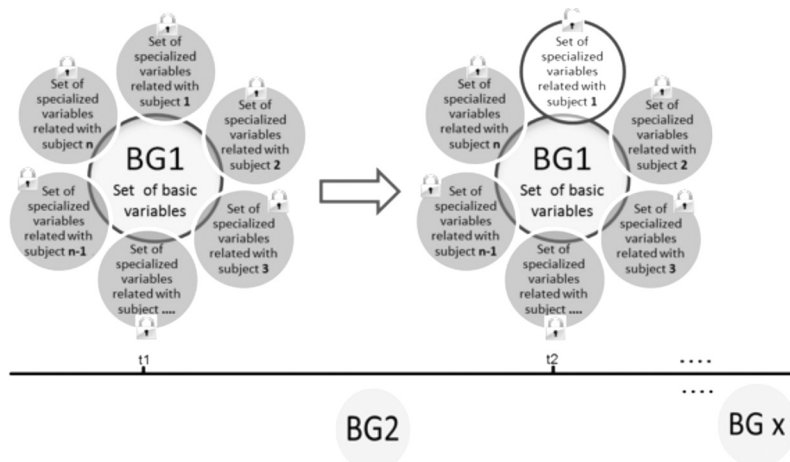 Set of
specialized
variables
related with
subject 1
Set of
specialized
variables
related with
subject n
Set of
specialized
variables
related with
subject 2
BG1
Set of basic
variables
Set of
specialized
variables
related with
subject n-1
Set of
specialized
variables
related with
subject 3
Set of
specialized
variables
related with
subject ....
Set of
specialized
variables
related with
subject 1
Set of
specialized
variables
related with
subject n
Set of
specialized
variables
related with
subject 2
BG1
Set of basic
variables
Set of
specialized
variables
related with
subject n-1
Set of
specialized
variables
related with
subject 3
Set of
specialized
variables
related with
subject ....
t1
t2
....
....
BG2
BG x